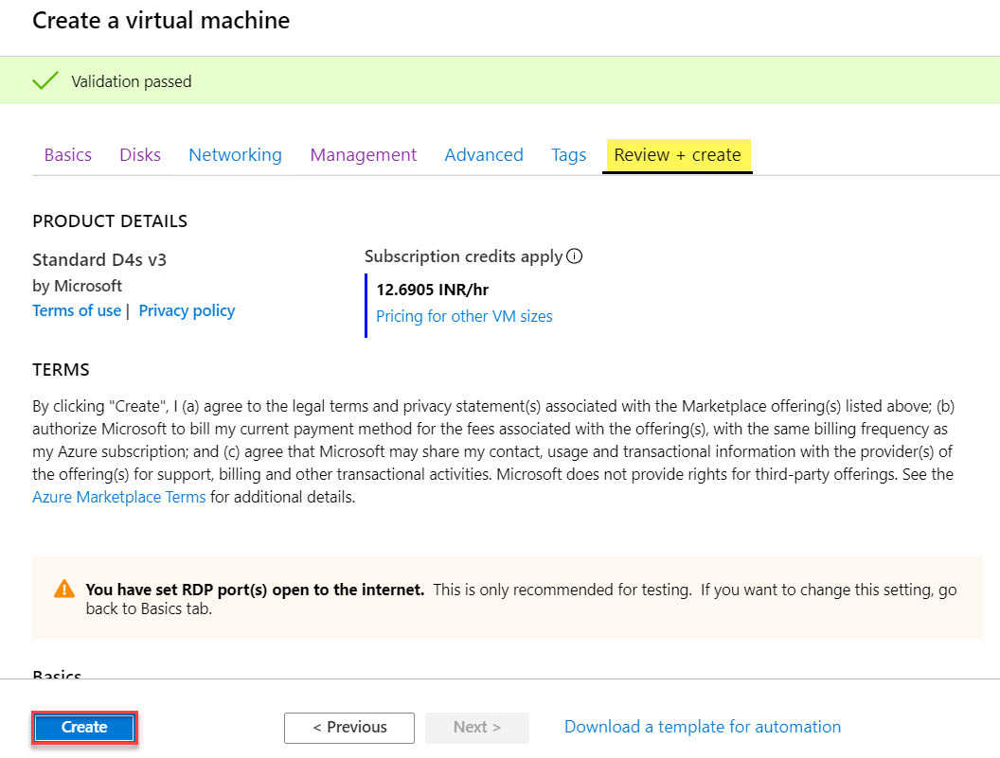 Create a virtual machine
Validation passed
Basics Disks Networking Management Advanced Tags Review + create
PRODUCT DETAILS
Standard D4s v3
by Microsoft
Terms of use | Privacy policy
Subscription credits apply
12.6905 INR/hr
Pricing for other VM sizes
TERMS
By clicking "Create", I (a) agree to the legal terms and privacy statement(s) associated with the Marketplace offering(s) listed above; (b)
authorize Microsoft to bill my current payment method for the fees associated with the offering(s), with the same billing frequency as
my Azure subscription; and (c) agree that Microsoft may share my contact, usage and transactional information with the provider(s) of
the offering(s) for support, billing and other transactional activities. Microsoft does not provide rights for third-party offerings. See the
Azure Marketplace Terms for additional details.
You have set RDP port(s) open to the internet. This is only recommended for testing. If you want to change this setting, go
back to Basics tab.
Basics
Create < Previous Next > Download a template for automation